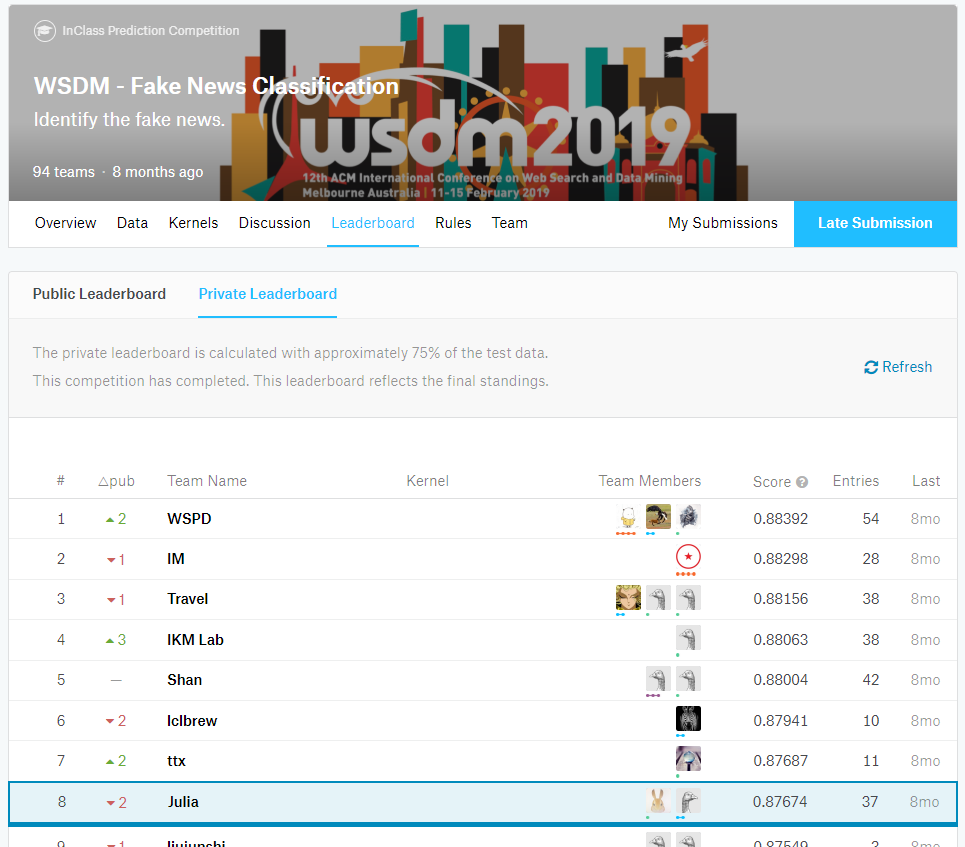 InClass Prediction Competition
WSDM - Fake News Classification
Identify the fake news.
wsdm 2019
12th ACM International Conference on Web Search and Data Mining
Melbourne Australia | 11-15 February 2019
94 teams · 8 months ago
Overview Data Kernels Discussion Leaderboard Rules Team My Submissions Late Submission
Public Leaderboard Private Leaderboard
The private leaderboard is calculated with approximately 75% of the test data.
This competition has completed. This leaderboard reflects the final standings.
Refresh
# △pub Team Name Kernel Team Members Score ? Entries Last
1 ▲2 WSPD 0.88392 54 8mo
2 ▼1 IM 0.88298 28 8mo
3 ▼1 Travel 0.88156 38 8mo
4 ▲3 IKM Lab 0.88063 38 8mo
5 — Shan 0.88004 42 8mo
6 ▼2 lclbrew 0.87941 10 8mo
7 ▲2 ttx 0.87687 11 8mo
8 ▼2 Julia 0.87674 37 8mo